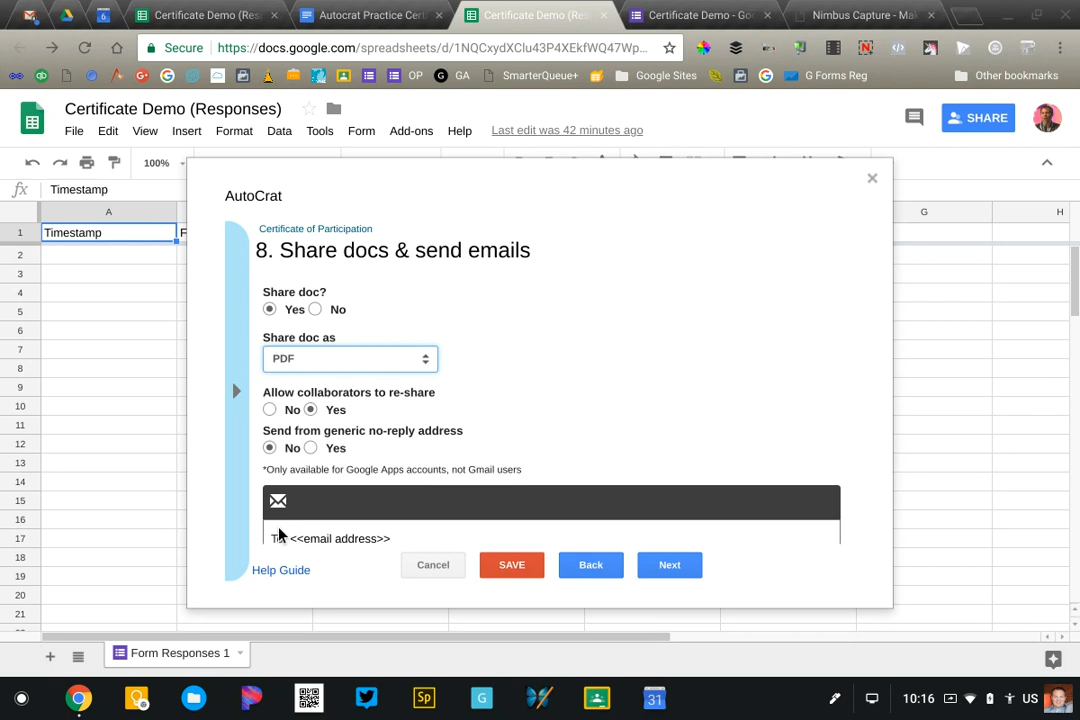 Certificate Demo (Res
Autocrat Practice Cert
Certificate Demo (Res
Certificate Demo - Goo
Nimbus Capture - Mak
Secure
https://docs.google.com/spreadsheets/d/1NQCxydXClu43P4XEkfWQ47Wp...
OP
GA
SmarterQueue+
Google Sites
G Forms Reg
Other bookmarks
Certificate Demo (Responses)
File Edit View Insert Format Data Tools Form Add-ons Help Last edit was 42 minutes ago
SHARE
100%
fx Timestamp
A G H
1 Timestamp F
2
3
4
5
6
7
8
9
10
11
12
13
14
15
16
17
18
19
20
21
AutoCrat
Certificate of Participation
8. Share docs & send emails
Share doc?
Yes No
Share doc as
PDF
Allow collaborators to re-share
No Yes
Send from generic no-reply address
No Yes
*Only available for Google Apps accounts, not Gmail users
<<email address>>
Help Guide
Cancel SAVE Back Next
Form Responses 1
Sp
G
31
10:16
US